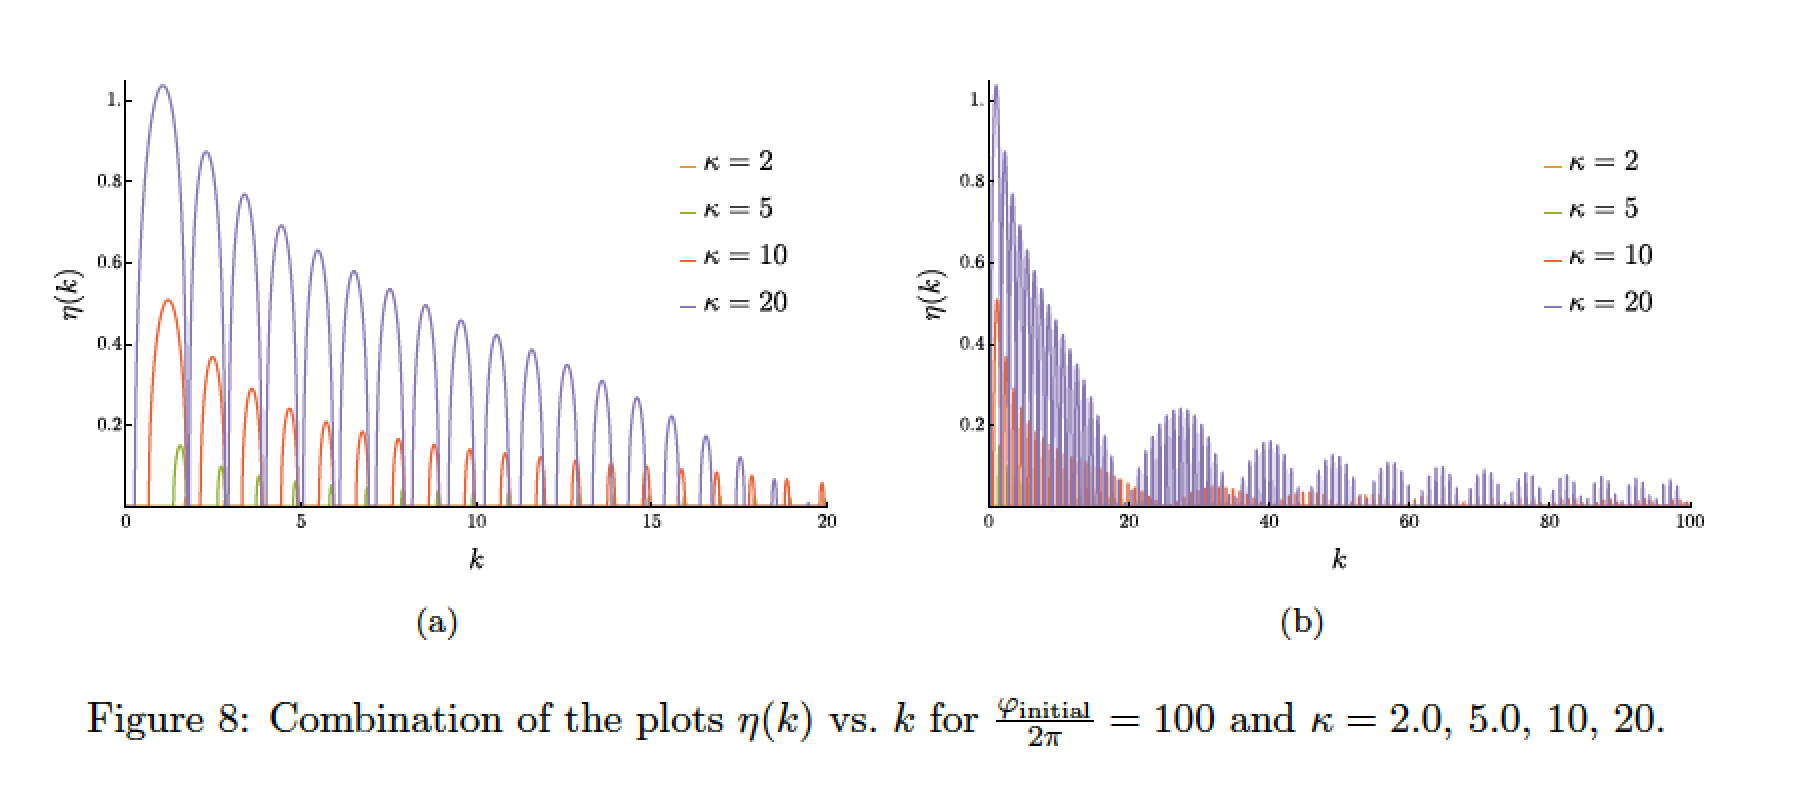 1.
0.8
0.6
0.4
0.2
η(k)
0 5 10 15 20
k
κ = 2
κ = 5
κ = 10
κ = 20
(a)
1.
0.8
0.6
0.4
0.2
η(k)
0 20 40 60 80 100
k
κ = 2
κ = 5
κ = 10
κ = 20
(b)
Figure 8: Combination of the plots η(k) vs. k for φinitial/2π = 100 and κ = 2.0, 5.0, 10, 20.